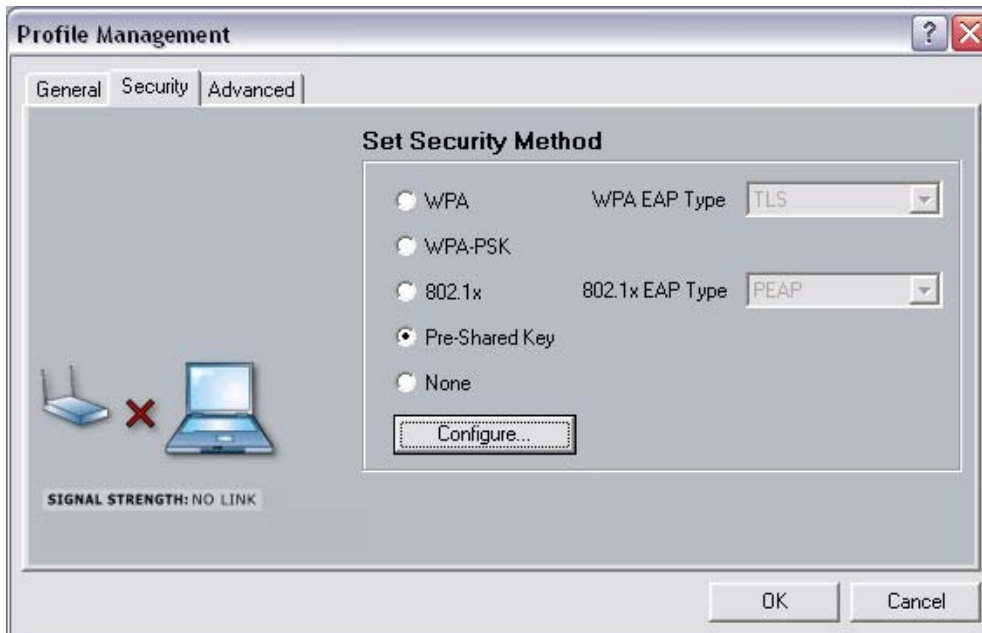 Profile Management
General Security Advanced
Set Security Method
WPA WPA EAP Type TLS
WPA-PSK
802.1x 802.1x EAP Type PEAP
Pre-Shared Key
None
Configure...
SIGNAL STRENGTH: NO LINK
OK Cancel